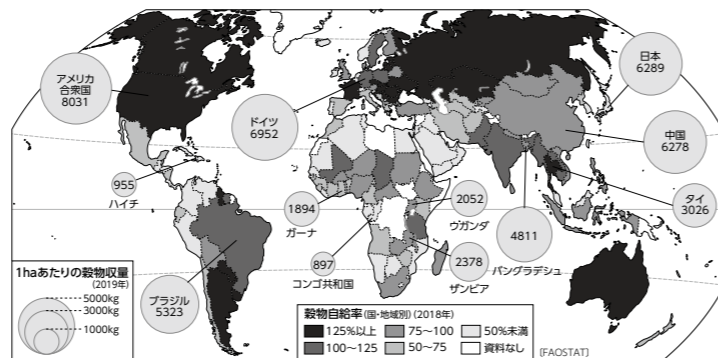 アメリカ
合衆国
8031
ドイツ
6952
日本
6289
中国
6278
タイ
3026
955
ハイチ
1894
ガーナ
2052
ウガンダ
4811
バングラデシュ
897
コンゴ共和国
2378
ザンビア
ブラジル
5323
1haあたりの穀物収量
(2019年)
5000kg
3000kg
1000kg
穀物自給率(国・地域別)(2018年)
125%以上 75〜100 50%未満
100〜125 50〜75 資料なし
[FAOSTAT]